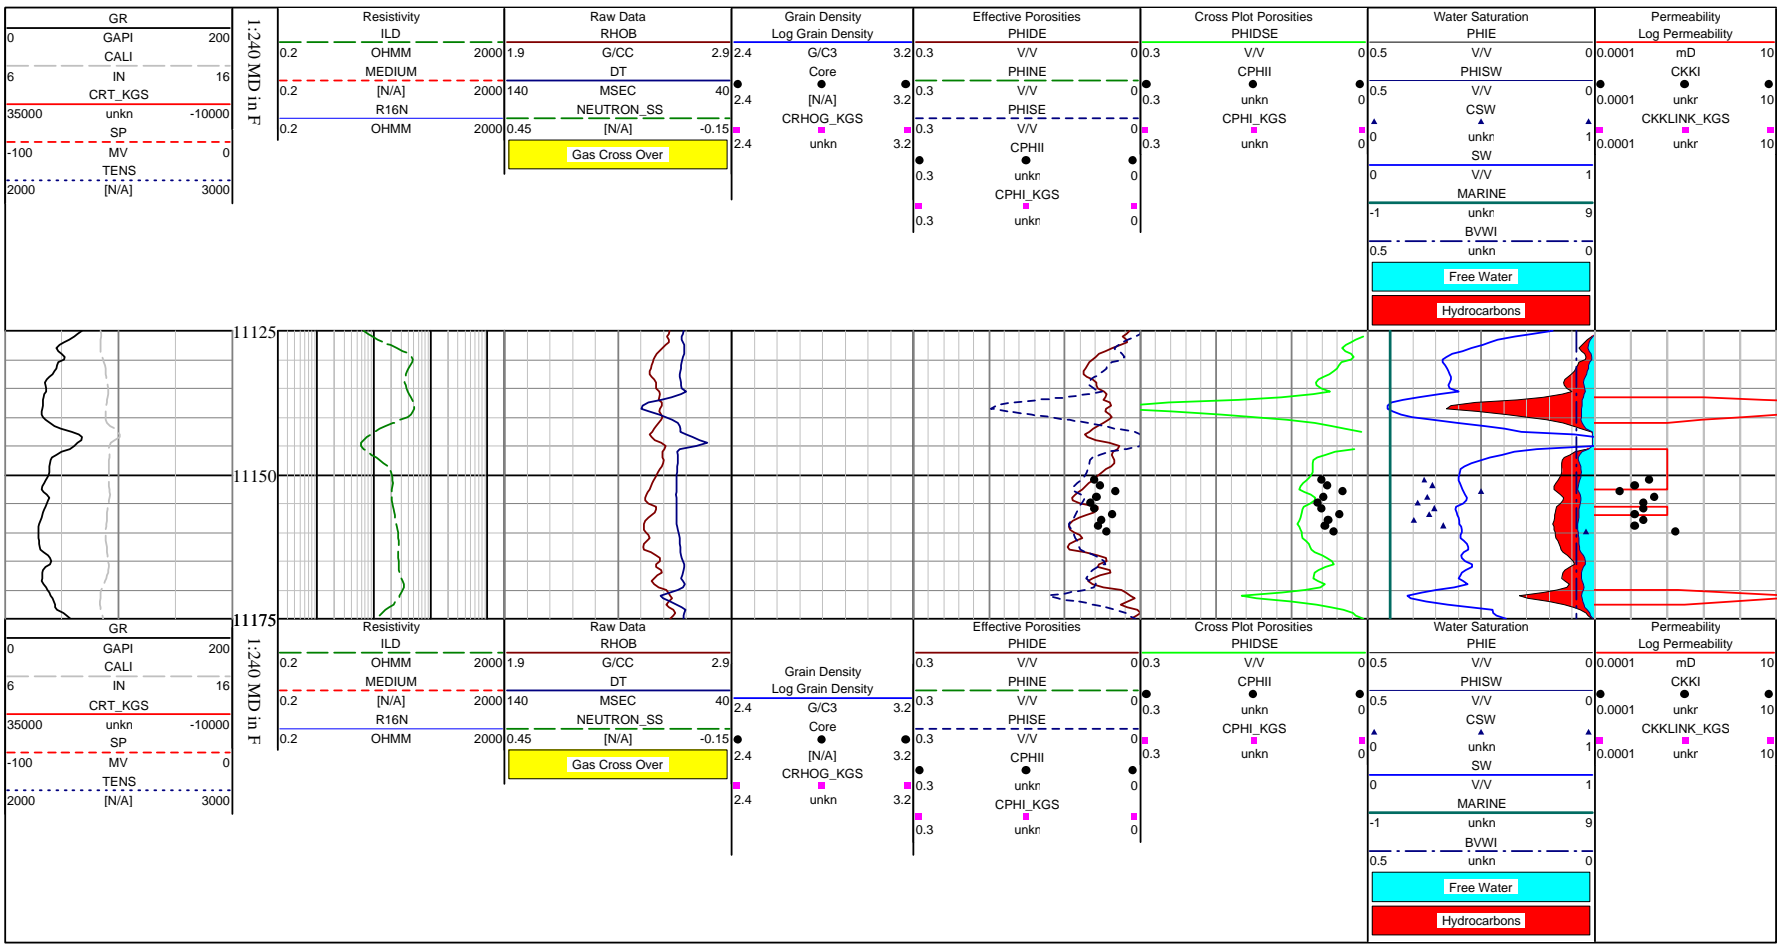 GR
0 GAPI 200
CALI
6 IN 16
CRT_KGS
35000 unkn -10000
SP
-100 MV 0
TENS
2000 [N/A] 3000
1:240 MD in F
Resistivity
ILD
0.2 OHMM 2000
MEDIUM
0.2 [N/A] 2000
R16N
0.2 OHMM 2000
Raw Data
RHOB
1.9 G/CC 2.9
DT
140 MSEC 40
NEUTRON_SS
0.45 [N/A] -0.15
Gas Cross Over
Grain Density
Log Grain Density
2.4 G/C3 3.2
Core
2.4 [N/A] 3.2
CRHOG_KGS
2.4 unkn 3.2
Effective Porosities
PHIDE
0.3 V/V 0
PHINE
0.3 V/V 0
PHISE
0.3 V/V 0
CPHII
0.3 unkn 0
CPHI_KGS
0.3 unkn 0
Cross Plot Porosities
PHIDSE
0.3 V/V 0
CPHII
0.3 unkn 0
CPHI_KGS
0.3 unkn 0
Water Saturation
PHIE
0.5 V/V 0
PHISW
0.5 V/V 0
CSW
0 unkn 1
SW
0 V/V 1
MARINE
-1 unkn 9
BVWI
0.5 unkn 0
Free Water
Hydrocarbons
Permeability
Log Permeability
0.0001 mD 10
CKKI
0.0001 unkn 10
CKKLINK_KGS
0.0001 unkn 10
11125
11150
11175
GR
0 GAPI 200
CALI
6 IN 16
CRT_KGS
35000 unkn -10000
SP
-100 MV 0
TENS
2000 [N/A] 3000
1:240 MD in F
Resistivity
ILD
0.2 OHMM 2000
MEDIUM
0.2 [N/A] 2000
R16N
0.2 OHMM 2000
Raw Data
RHOB
1.9 G/CC 2.9
DT
140 MSEC 40
NEUTRON_SS
0.45 [N/A] -0.15
Gas Cross Over
Grain Density
Log Grain Density
2.4 G/C3 3.2
Core
2.4 [N/A] 3.2
CRHOG_KGS
2.4 unkn 3.2
Effective Porosities
PHIDE
0.3 V/V 0
PHINE
0.3 V/V 0
PHISE
0.3 V/V 0
CPHII
0.3 unkn 0
CPHI_KGS
0.3 unkn 0
Cross Plot Porosities
PHIDSE
0.3 V/V 0
CPHII
0.3 unkn 0
CPHI_KGS
0.3 unkn 0
Water Saturation
PHIE
0.5 V/V 0
PHISW
0.5 V/V 0
CSW
0 unkn 1
SW
0 V/V 1
MARINE
-1 unkn 9
BVWI
0.5 unkn 0
Free Water
Hydrocarbons
Permeability
Log Permeability
0.0001 mD 10
CKKI
0.0001 unkn 10
CKKLINK_KGS
0.0001 unkn 10